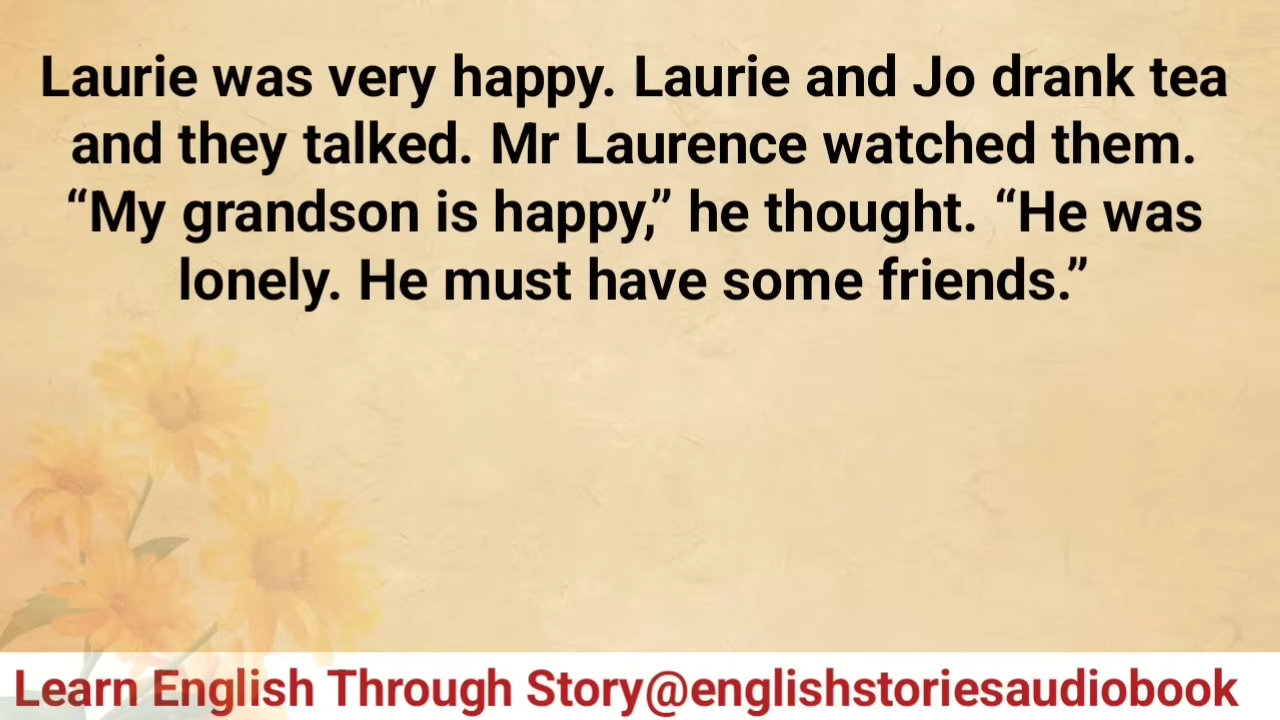 Laurie was very happy. Laurie and Jo drank tea
and they talked. Mr Laurence watched them.
“My grandson is happy,” he thought. “He was
lonely. He must have some friends.”
Learn English Through Story@englishstoriesaudiobook